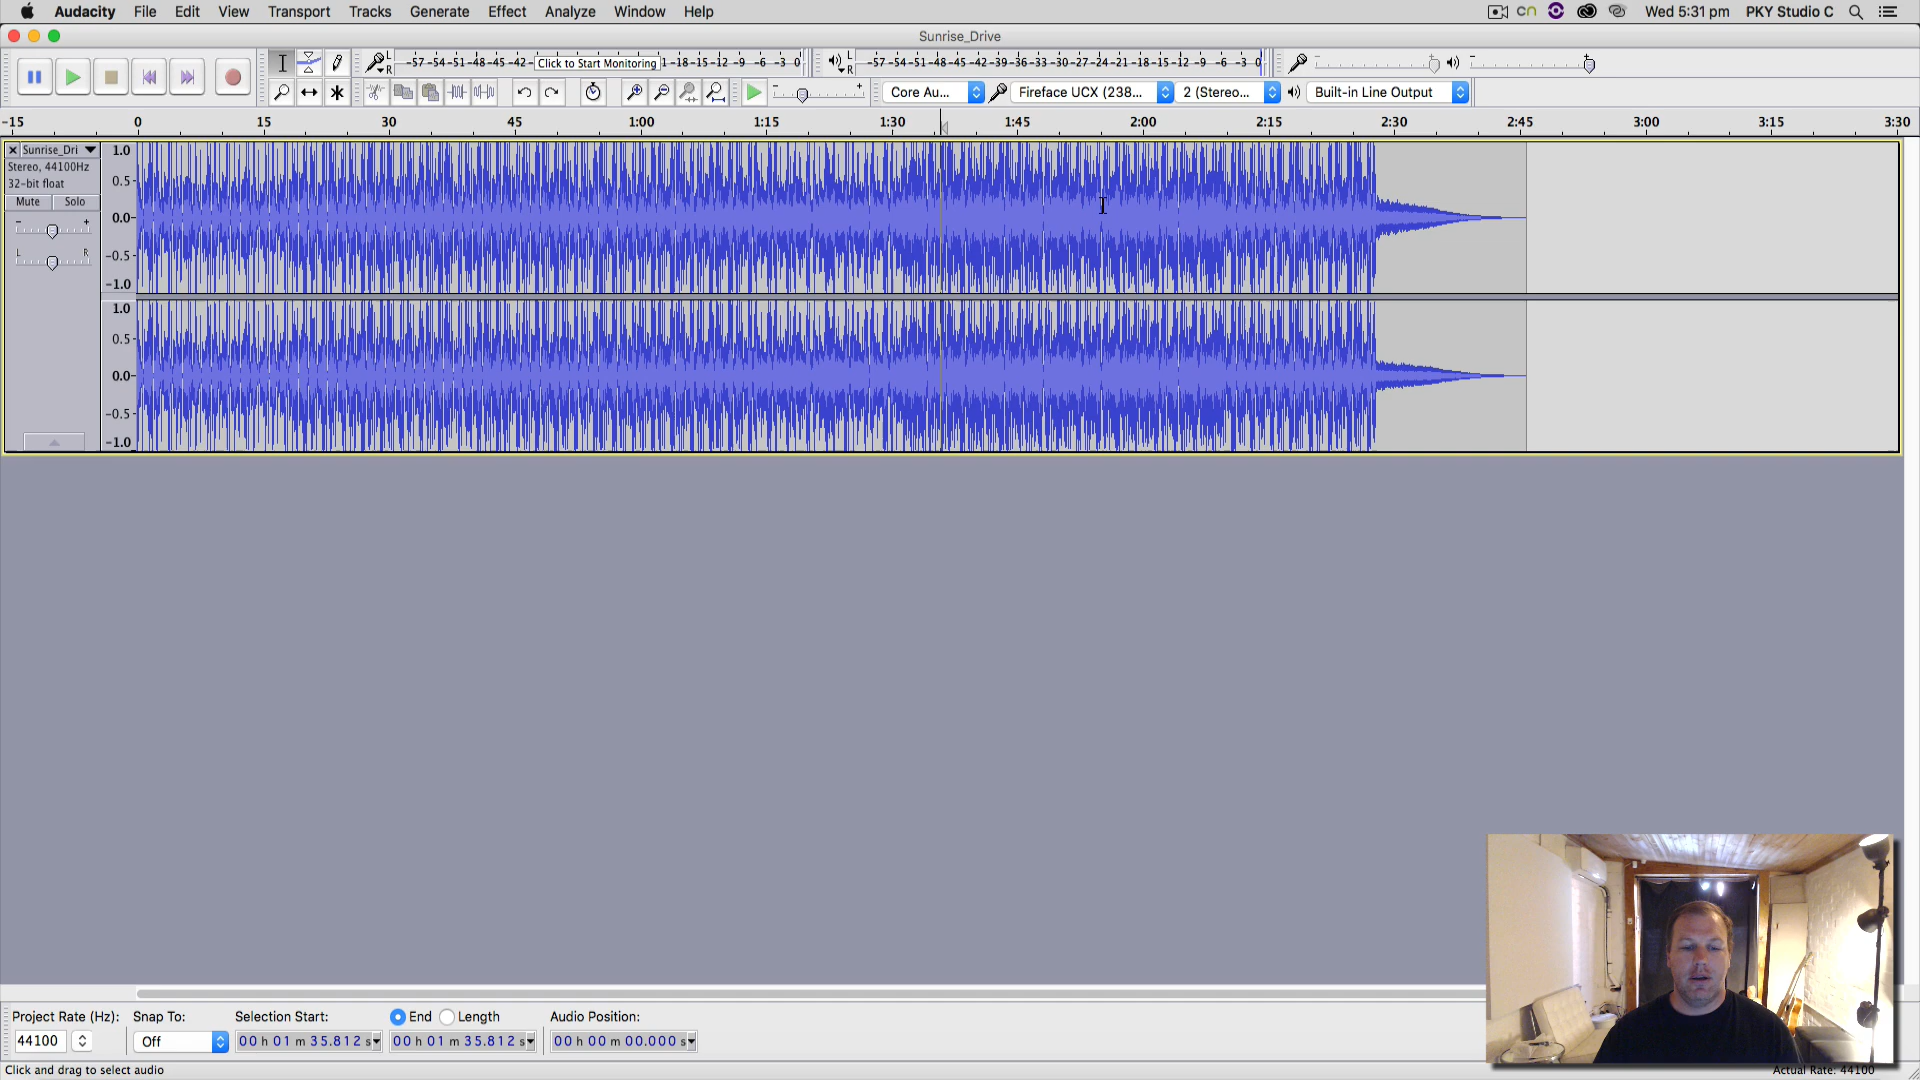 Audacity File Edit View Transport Tracks Generate Effect Analyze Window Help Wed 5:31 pm PKY Studio C
Sunrise_Drive
L R -57 -54 -51 -48 -45 -42 - Click to Start Monitoring 1 -18 -15 -12 -9 -6 -3 0 L R -57 -54 -51 -48 -45 -42 -39 -36 -33 -30 -27 -24 -21 -18 -15 -12 -9 -6 -3 0 - + - +
- + Core Au... Fireface UCX (238... 2 (Stereo... Built-in Line Output
-15 0 15 30 45 1:00 1:15 1:30 1:45 2:00 2:15 2:30 2:45 3:00 3:15 3:30
Sunrise_Dri 1.0
Stereo, 44100Hz
32-bit float 0.5-
Mute Solo
- + 0.0-
L R -0.5-
-1.0
1.0
0.5-
0.0-
-0.5-
-1.0
Project Rate (Hz): Snap To: Selection Start: End Length Audio Position:
44100 Off 00 h 01 m 35.812 s 00 h 01 m 35.812 s 00 h 00 m 00.000 s
Click and drag to select audio Actual Rate: 44100